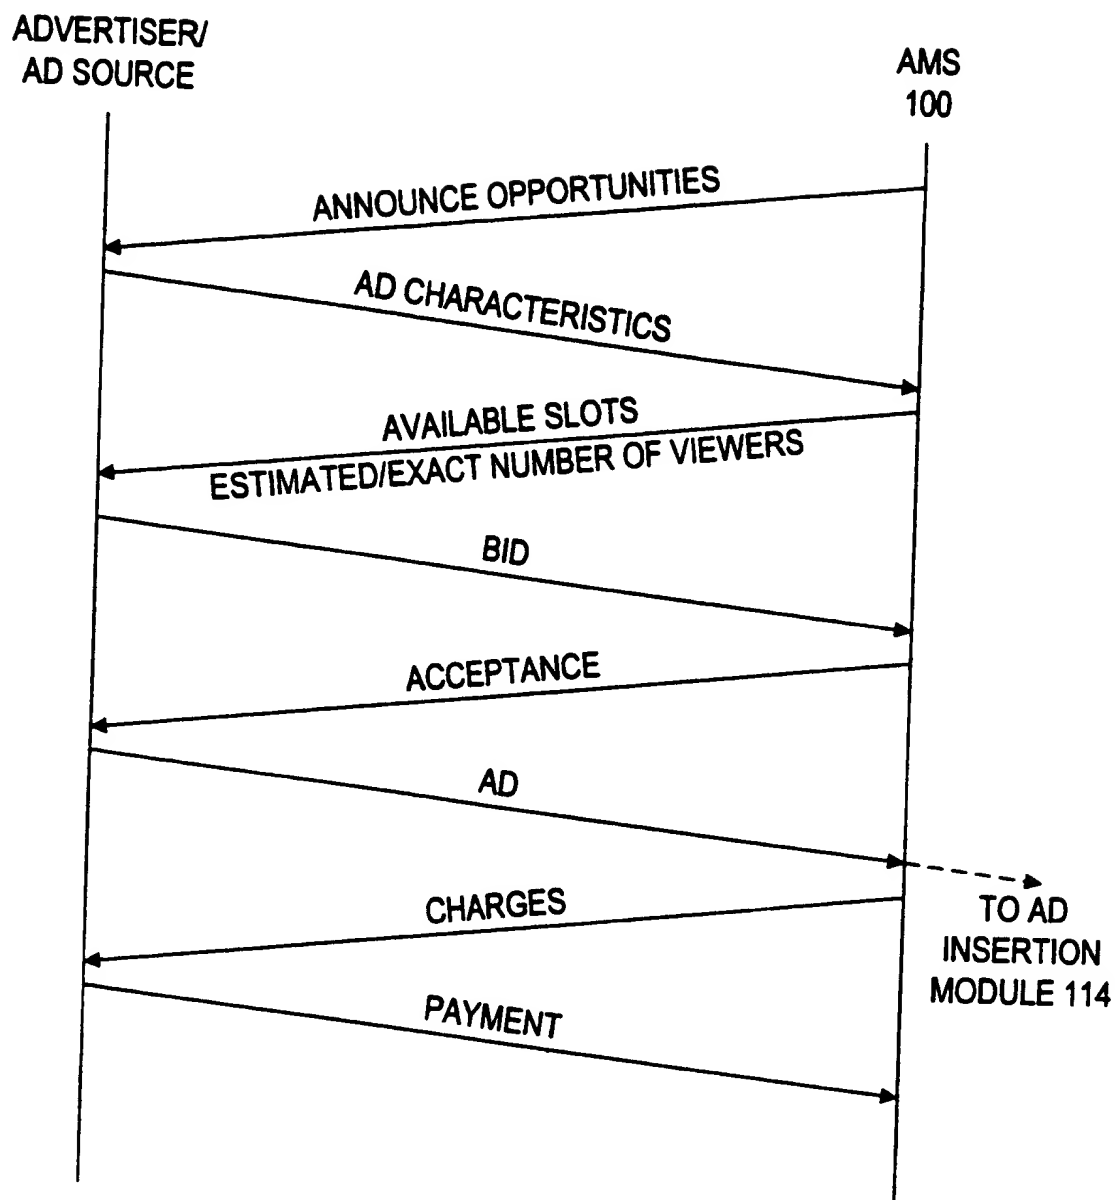 ADVERTISER/
AD SOURCE
AMS
100
ANNOUNCE OPPORTUNITIES
AD CHARACTERISTICS
AVAILABLE SLOTS
ESTIMATED/EXACT NUMBER OF VIEWERS
BID
ACCEPTANCE
AD
CHARGES
TO AD
INSERTION
MODULE 114
PAYMENT